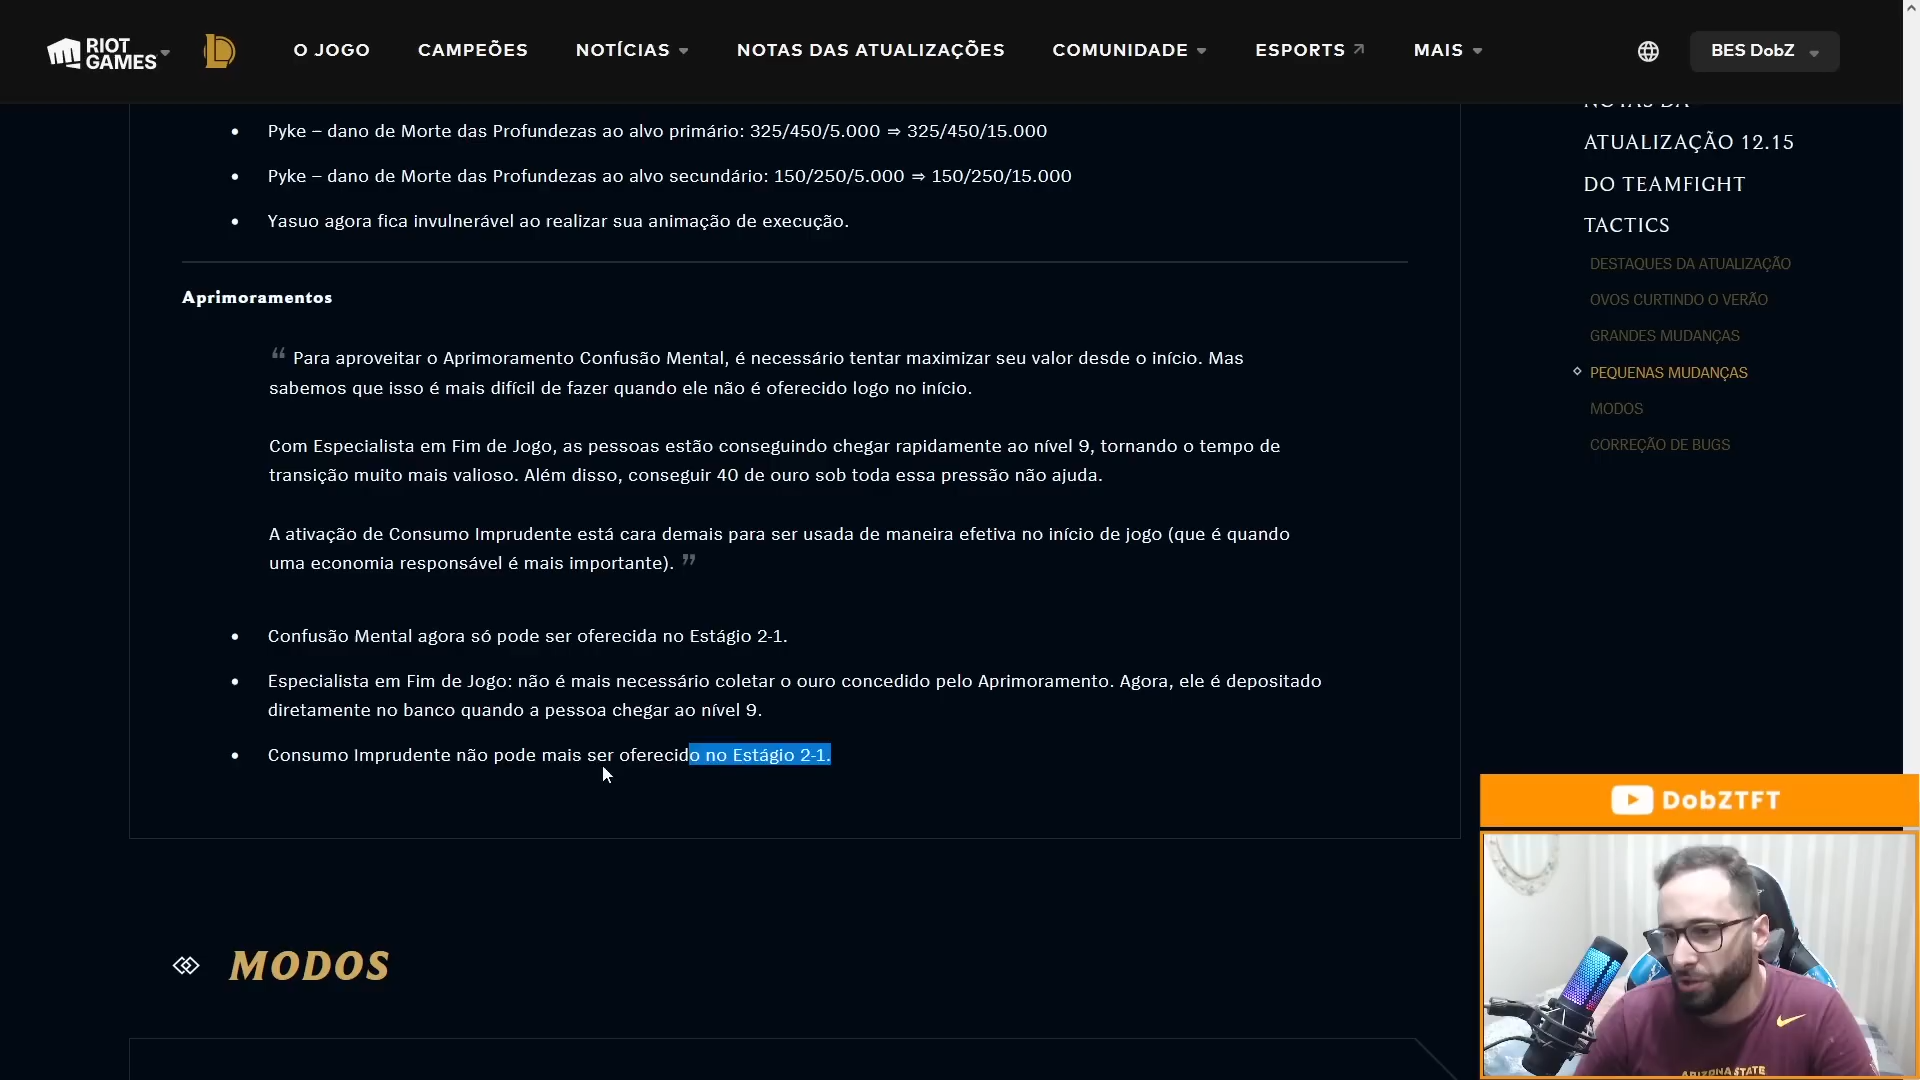 RIOT GAMES
O JOGO
CAMPEÕES
NOTÍCIAS
NOTAS DAS ATUALIZAÇÕES
COMUNIDADE
ESPORTS
MAIS
BES DobZ
• Pyke – dano de Morte das Profundezas ao alvo primário: 325/450/5.000 ⇒ 325/450/15.000
• Pyke – dano de Morte das Profundezas ao alvo secundário: 150/250/5.000 ⇒ 150/250/15.000
• Yasuo agora fica invulnerável ao realizar sua animação de execução.
Aprimoramentos
“ Para aproveitar o Aprimoramento Confusão Mental, é necessário tentar maximizar seu valor desde o início. Mas
sabemos que isso é mais difícil de fazer quando ele não é oferecido logo no início.
Com Especialista em Fim de Jogo, as pessoas estão conseguindo chegar rapidamente ao nível 9, tornando o tempo de
transição muito mais valioso. Além disso, conseguir 40 de ouro sob toda essa pressão não ajuda.
A ativação de Consumo Imprudente está cara demais para ser usada de maneira efetiva no início de jogo (que é quando
uma economia responsável é mais importante). ”
• Confusão Mental agora só pode ser oferecida no Estágio 2-1.
• Especialista em Fim de Jogo: não é mais necessário coletar o ouro concedido pelo Aprimoramento. Agora, ele é depositado
diretamente no banco quando a pessoa chegar ao nível 9.
• Consumo Imprudente não pode mais ser oferecido no Estágio 2-1.
MODOS
NOTAS DA
ATUALIZAÇÃO 12.15
DO TEAMFIGHT
TACTICS
DESTAQUES DA ATUALIZAÇÃO
OVOS CURTINDO O VERÃO
GRANDES MUDANÇAS
PEQUENAS MUDANÇAS
MODOS
CORREÇÃO DE BUGS
DobZTFT
ARIZONA STATE